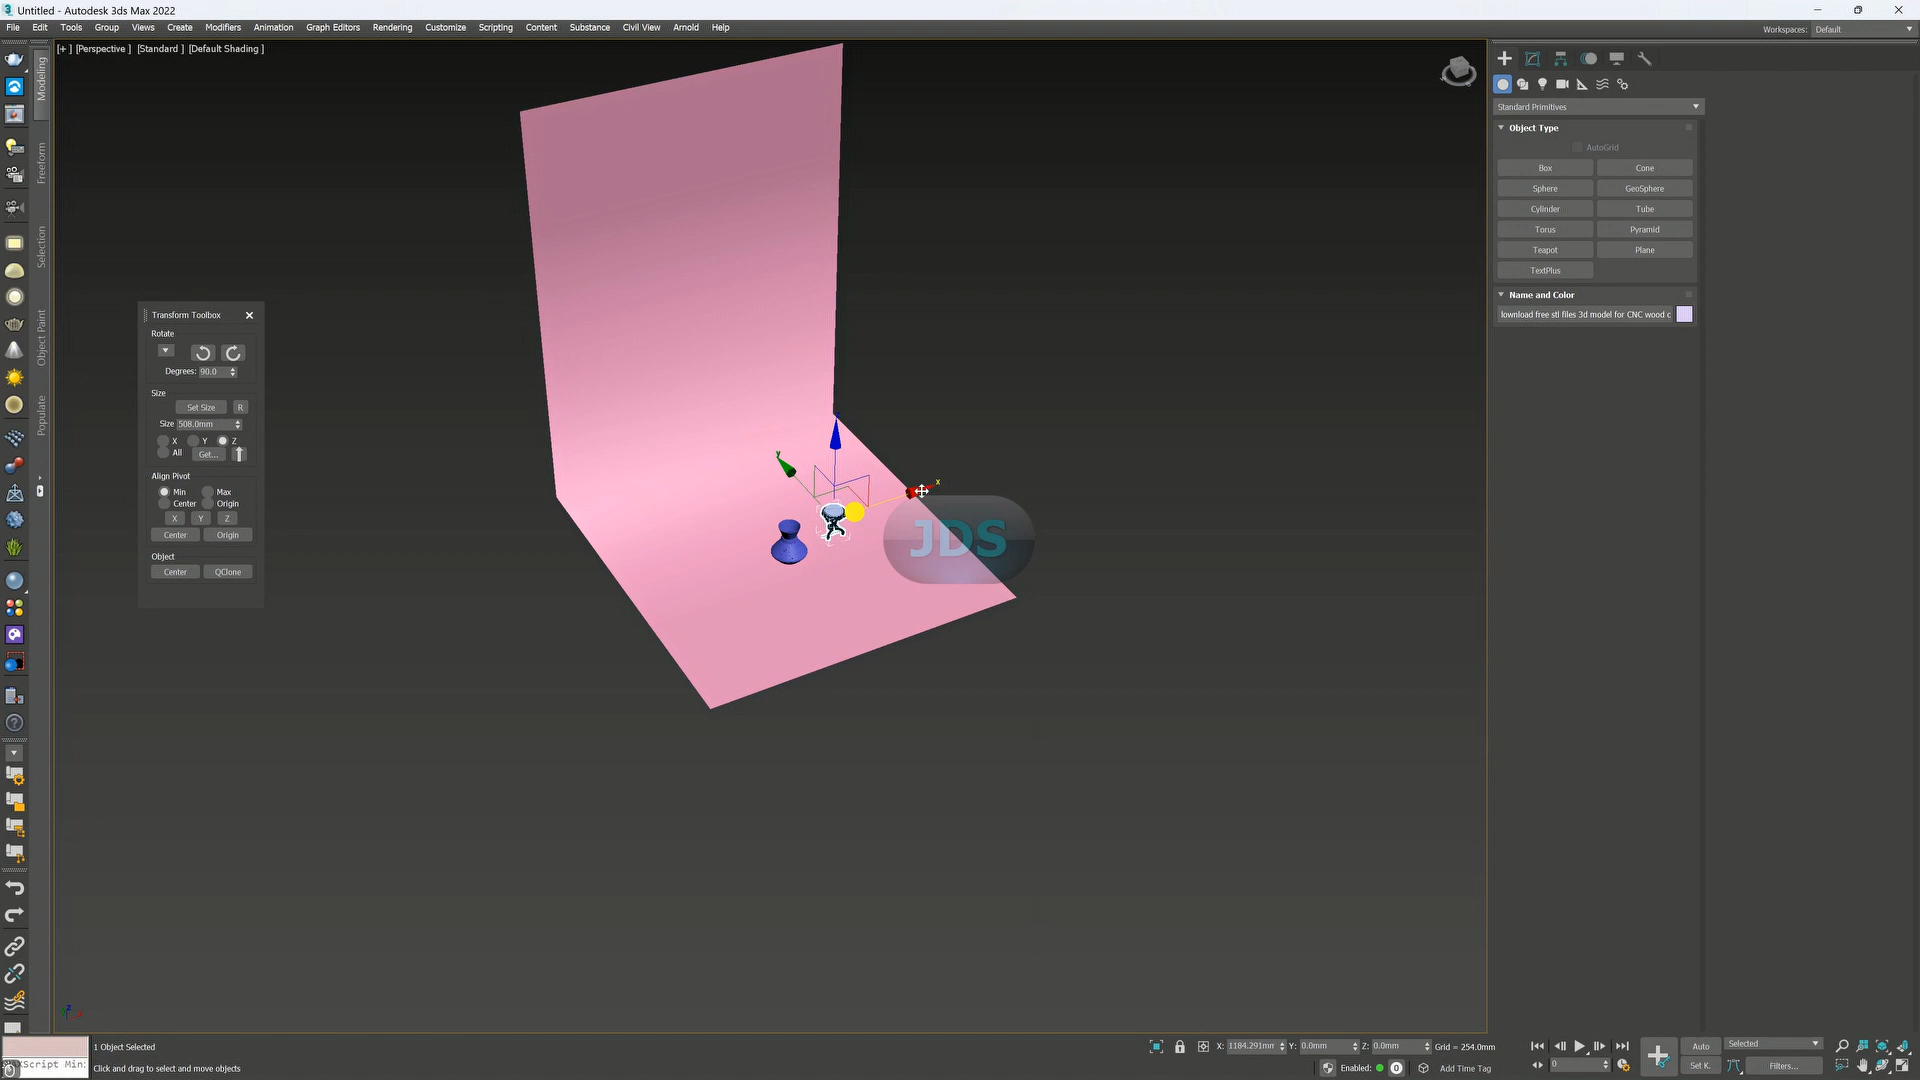 Untitled - Autodesk 3ds Max 2022
File Edit Tools Group Views Create Modifiers Animation Graph Editors Rendering Customize Scripting Content Substance Civil View Arnold Help
Workspaces: Default
[+] [Perspective] [Standard] [Default Shading]
Modeling
Freeform
Selection
Object Paint
Populate
Transform Toolbox
Rotate
Degrees: 90.0
Size
Set Size R
Size 508.0mm
X Y Z
All Get...
Align Pivot
Min Max
Center Origin
X Y Z
Center Origin
Object
Center QClone
y
x
JDS
Standard Primitives
Object Type
AutoGrid
Box Cone
Sphere GeoSphere
Cylinder Tube
Torus Pyramid
Teapot Plane
TextPlus
Name and Color
lownload free stl files 3d model for CNC wood c
XScript Min
1 Object Selected
Click and drag to select and move objects
X: 1184.291mm Y: 0.0mm Z: 0.0mm Grid = 254.0mm
Enabled: 0 Add Time Tag
0
Auto Selected
Set K. Filters...